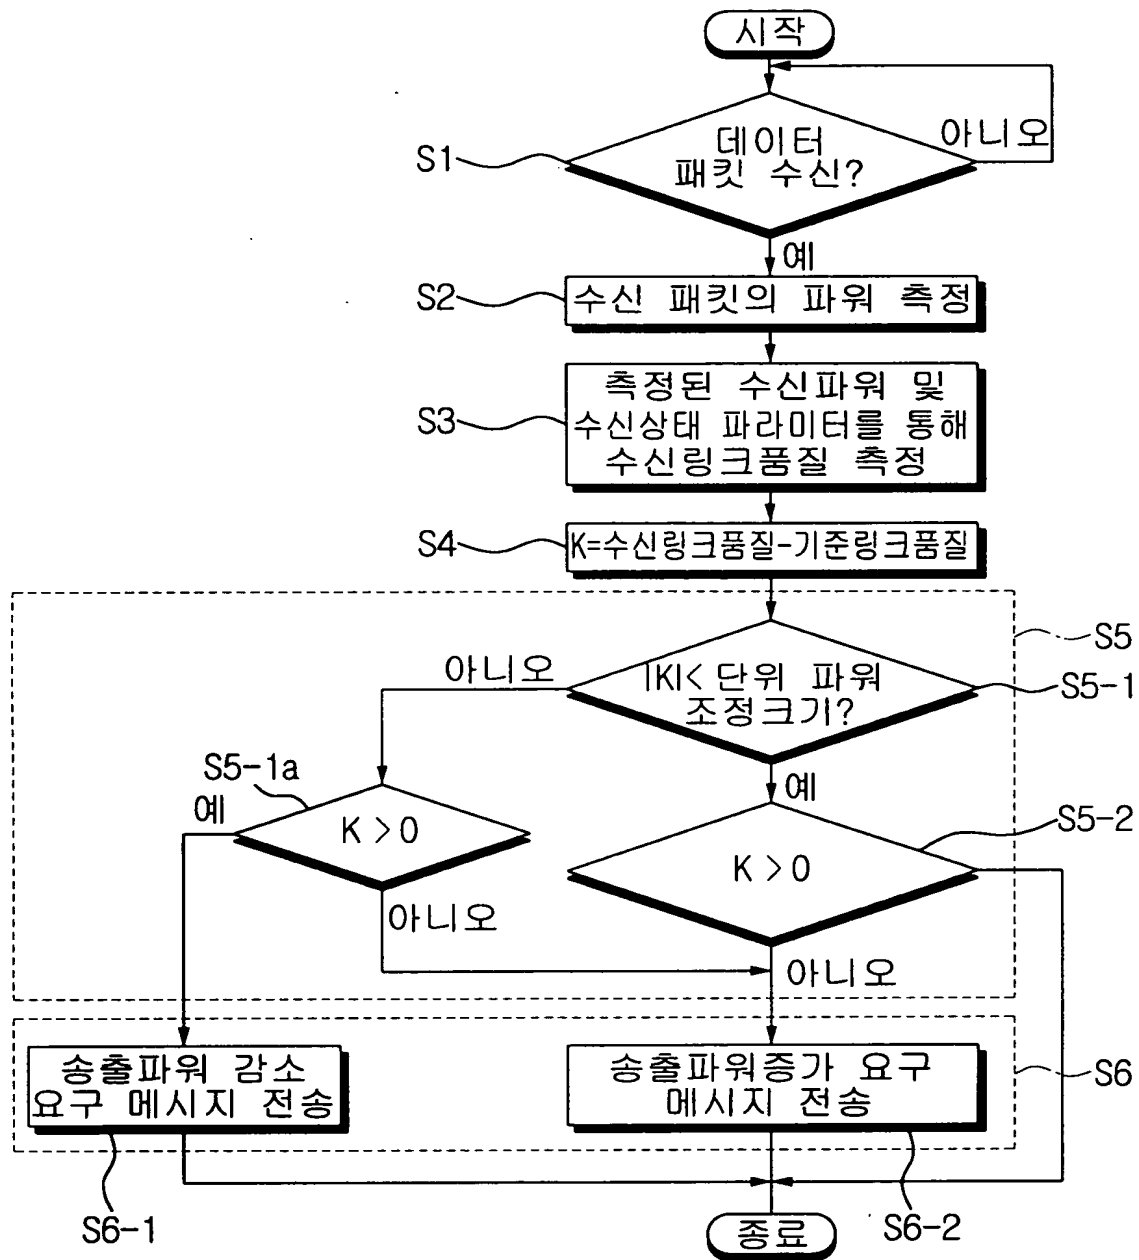 시작
데이터
패킷 수신?
아니오
S1
예
S2
수신 패킷의 파워 측정
측정된 수신파워 및
S3
수신상태 파라미터를 통해
수신링크품질 측정
S4
K=수신링크품질-기준링크품질
S5
아니오
|K|< 단위 파워
조정크기?
S5-1
S5-1a
예
예
K > 0
S5-2
K > 0
아니오
아니오
송출파워 감소
요구 메시지 전송
송출파워증가 요구
메시지 전송
S6
S6-1
S6-2
종료